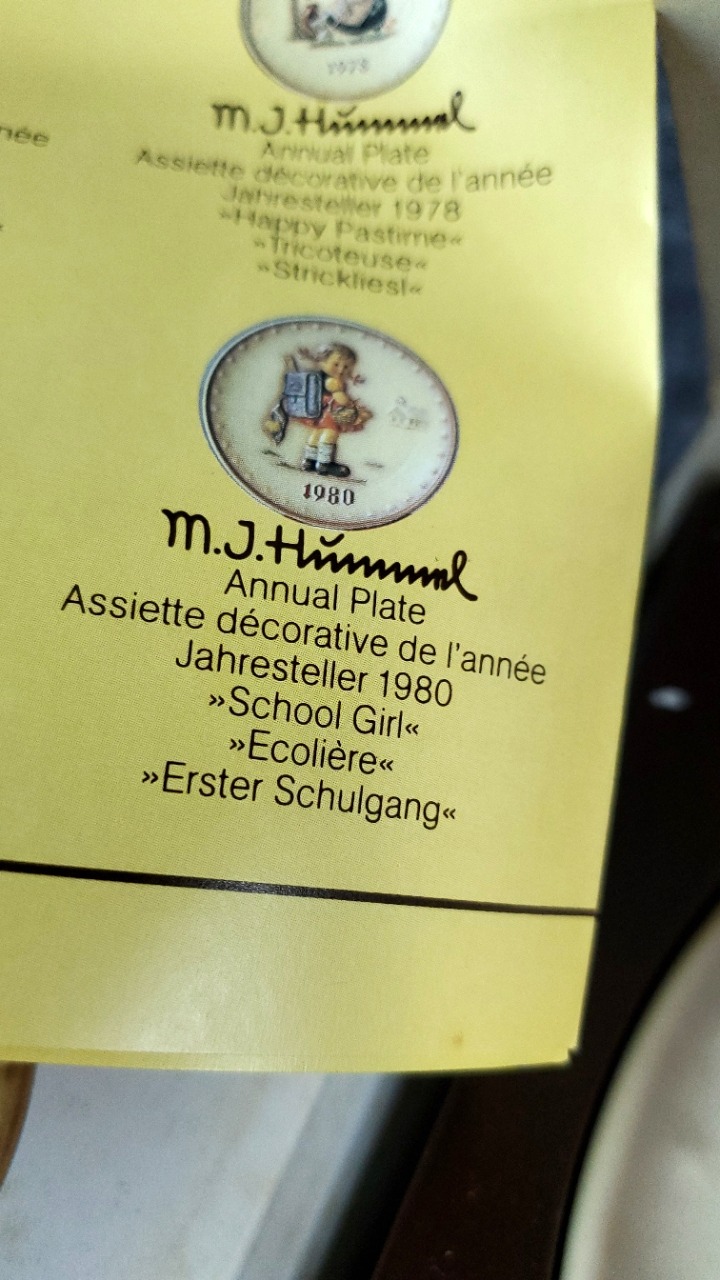 née
1978
M.J. Hummel
Annual Plate
Assiette décorative de l'année
Jahresteller 1978
»Happy Pastime«
»Tricoteuse«
»Strickliesl«
1980
M.J. Hummel
Annual Plate
Assiette décorative de l'année
Jahresteller 1980
»School Girl«
»Ecolière«
»Erster Schulgang«